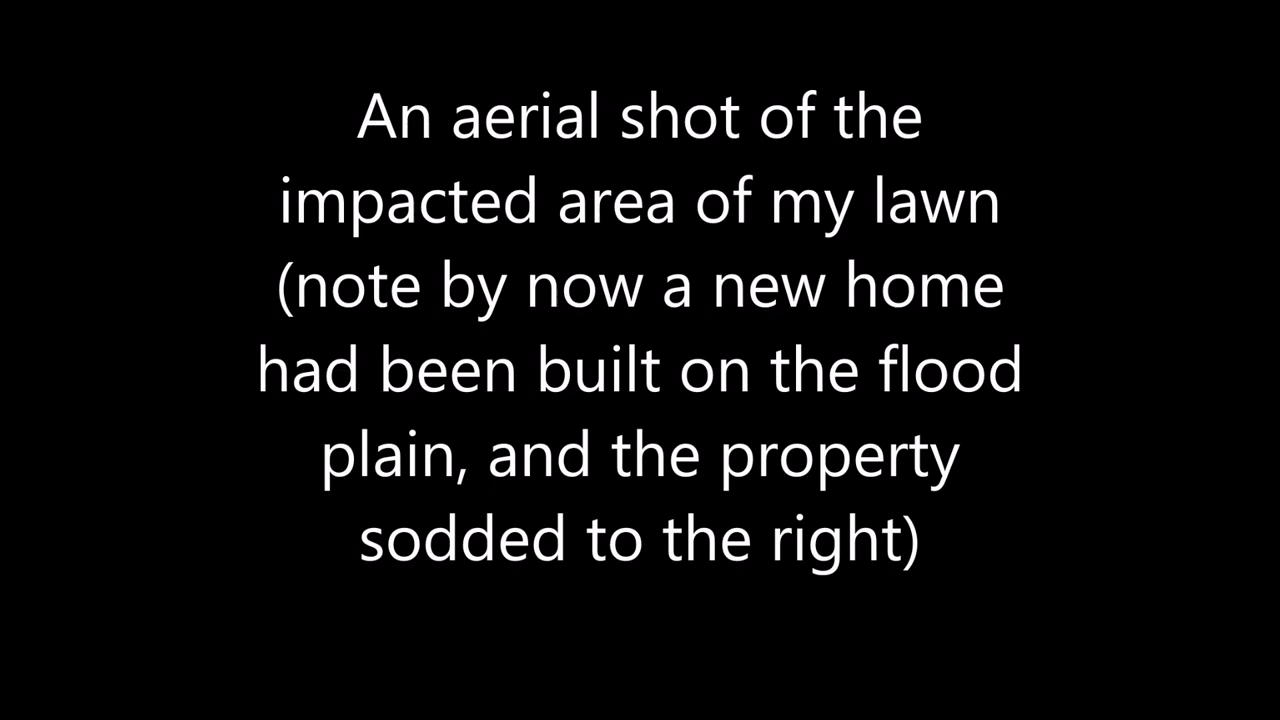 An aerial shot of the
impacted area of my lawn
(note by now a new home
had been built on the flood
plain, and the property
sodded to the right)